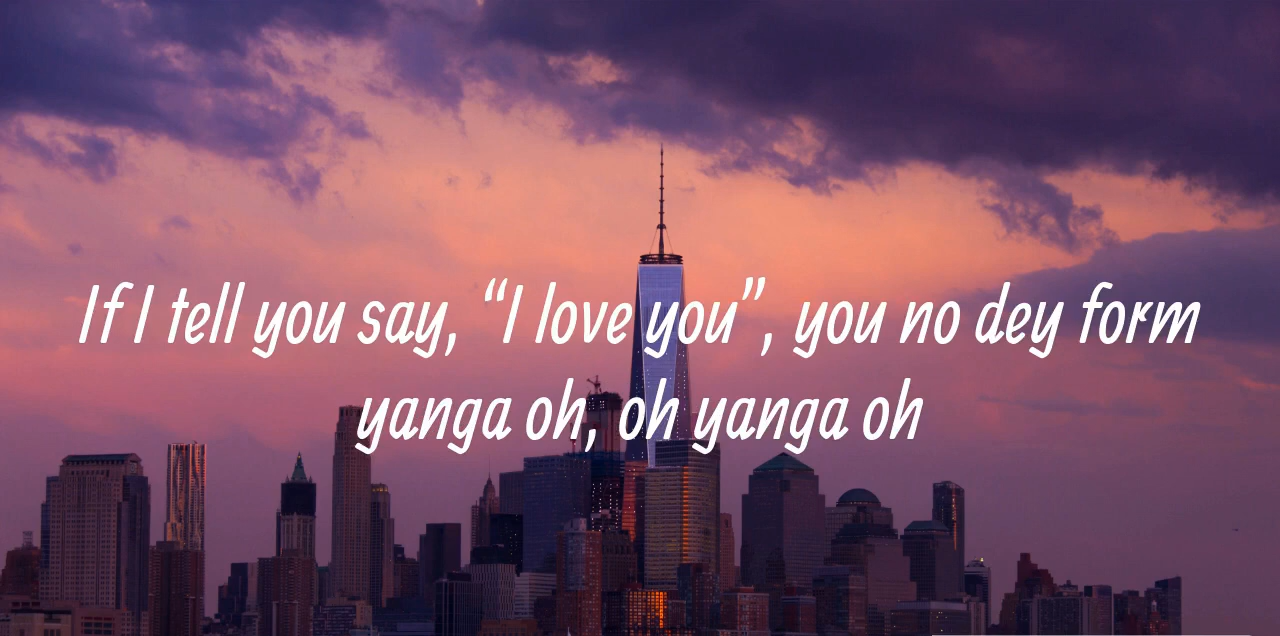 If I tell you say, “I love you”, you no dey form
yanga oh, oh yanga oh